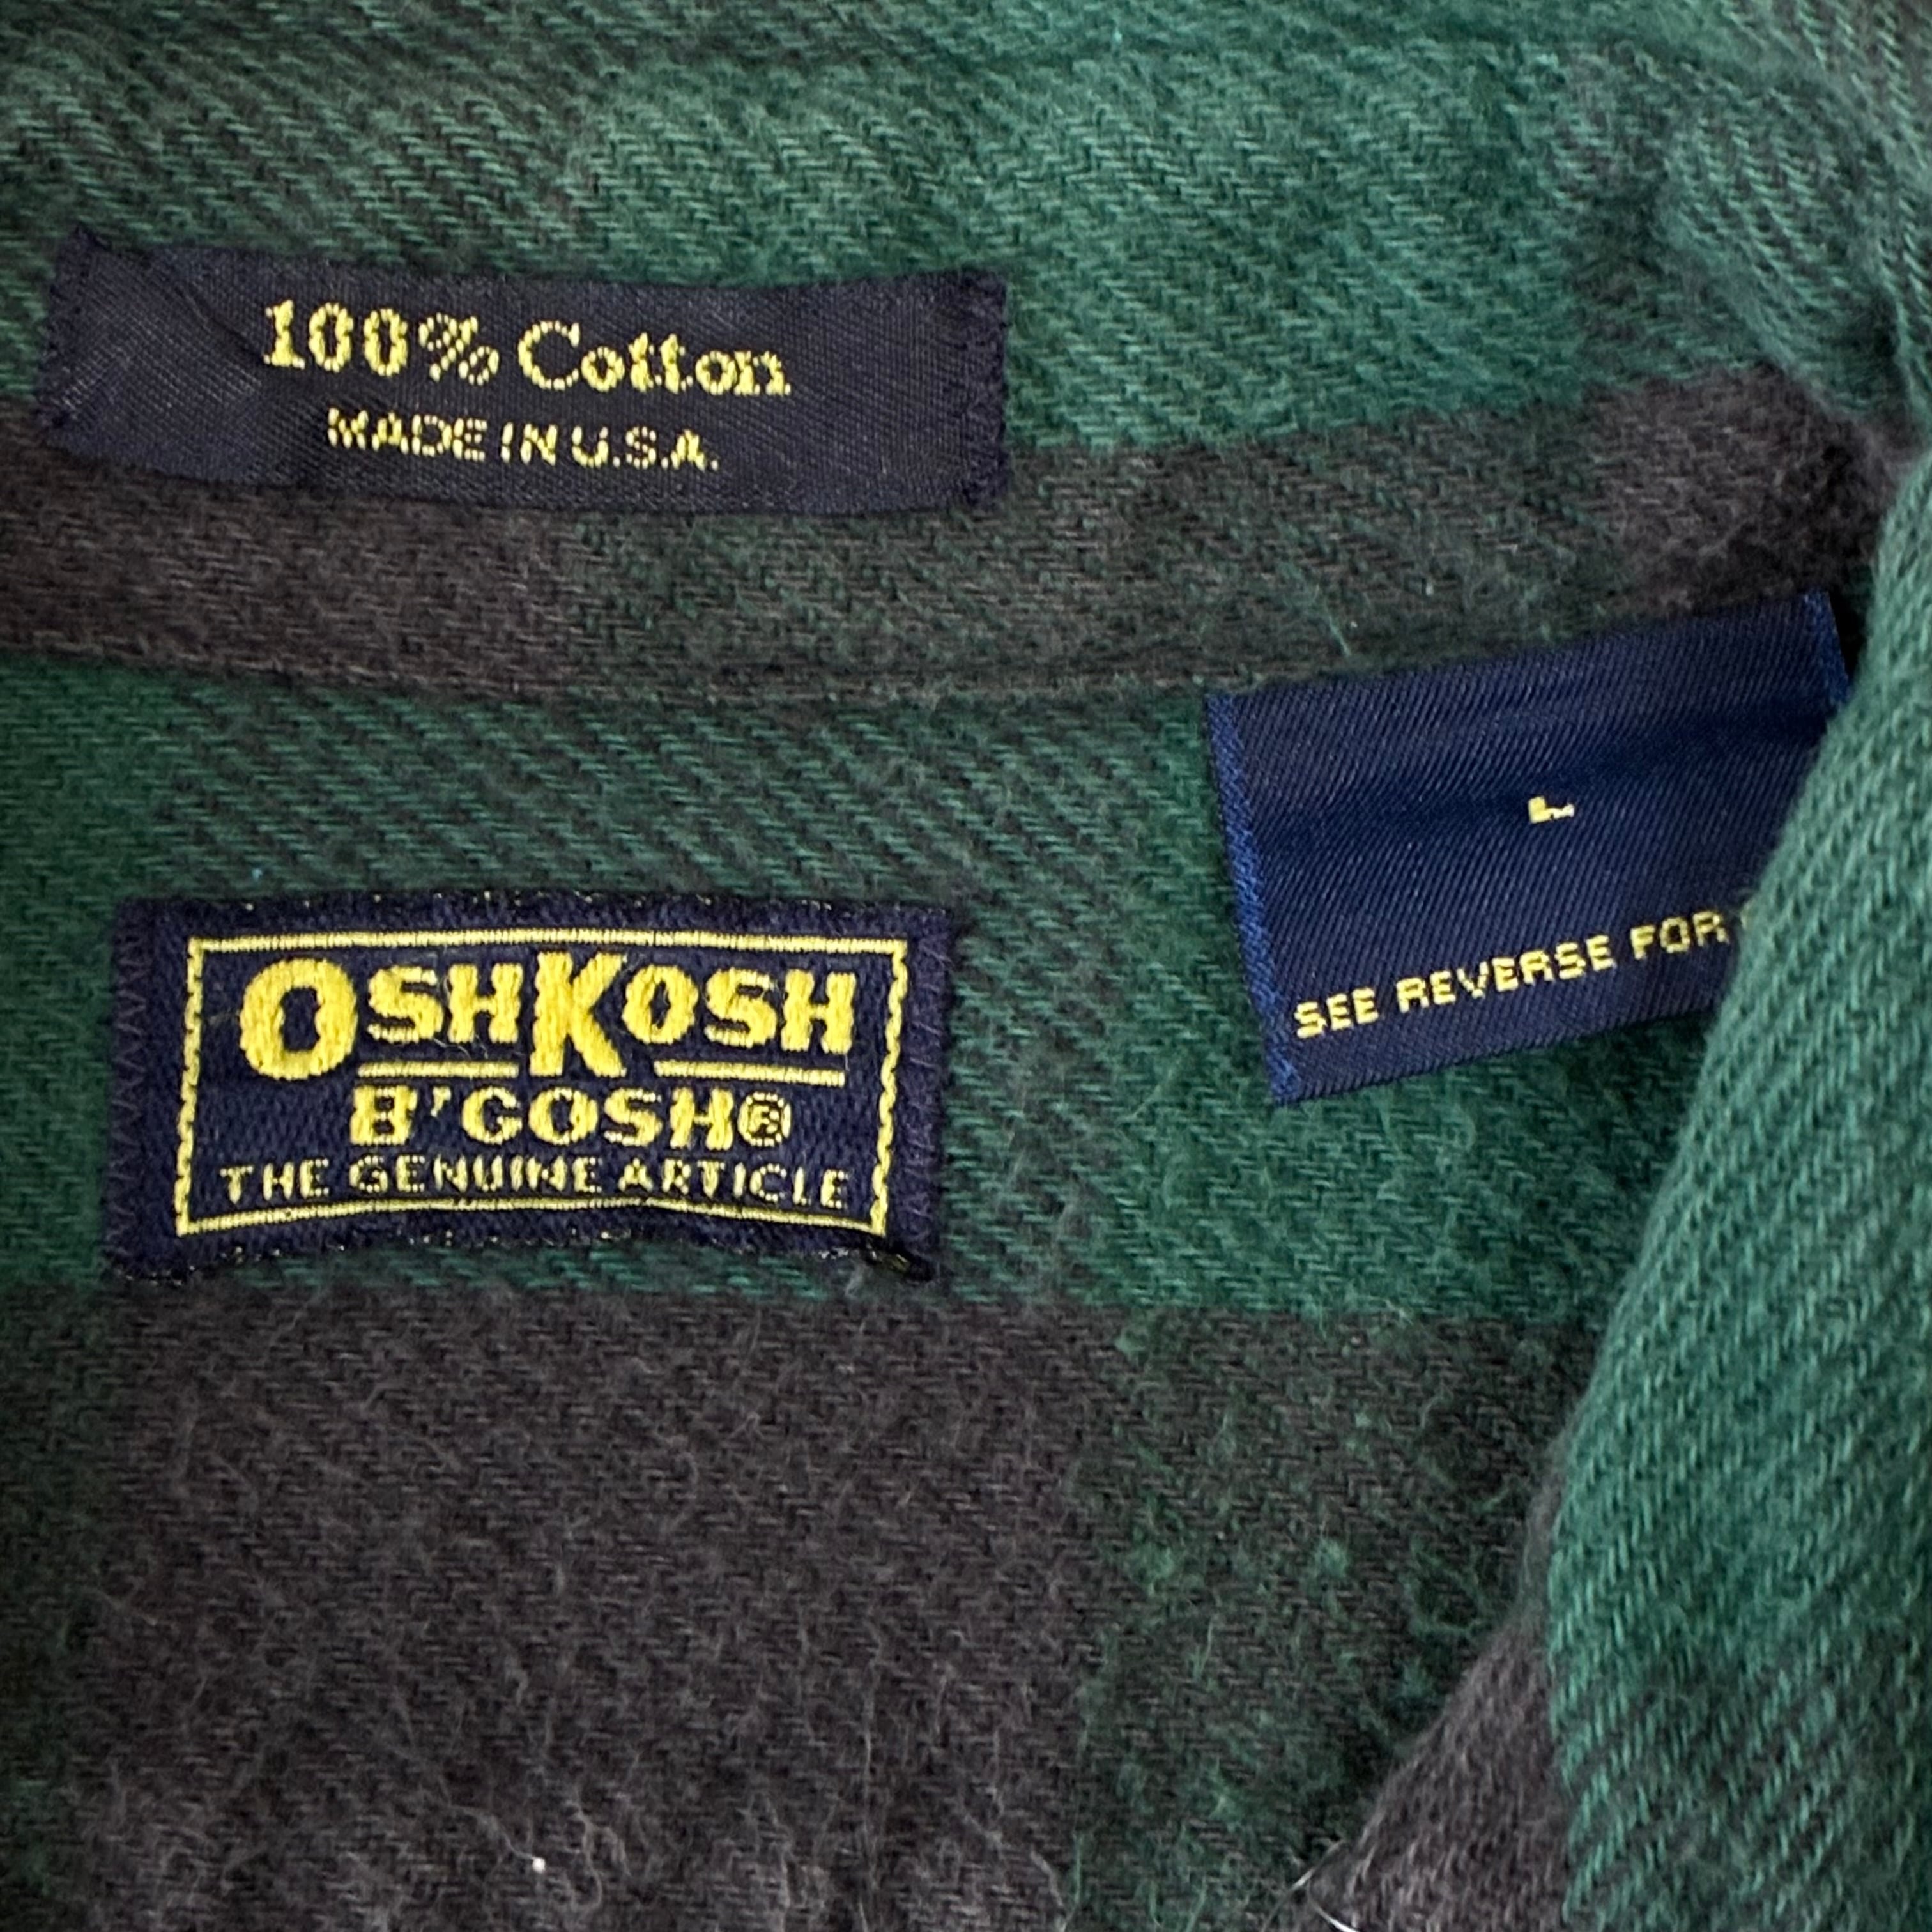 100% Cotton
MADE IN U.S.A.
L
SEE REVERSE FOR
OSHKOSH
B'GOSH®
THE GENUINE ARTICLE